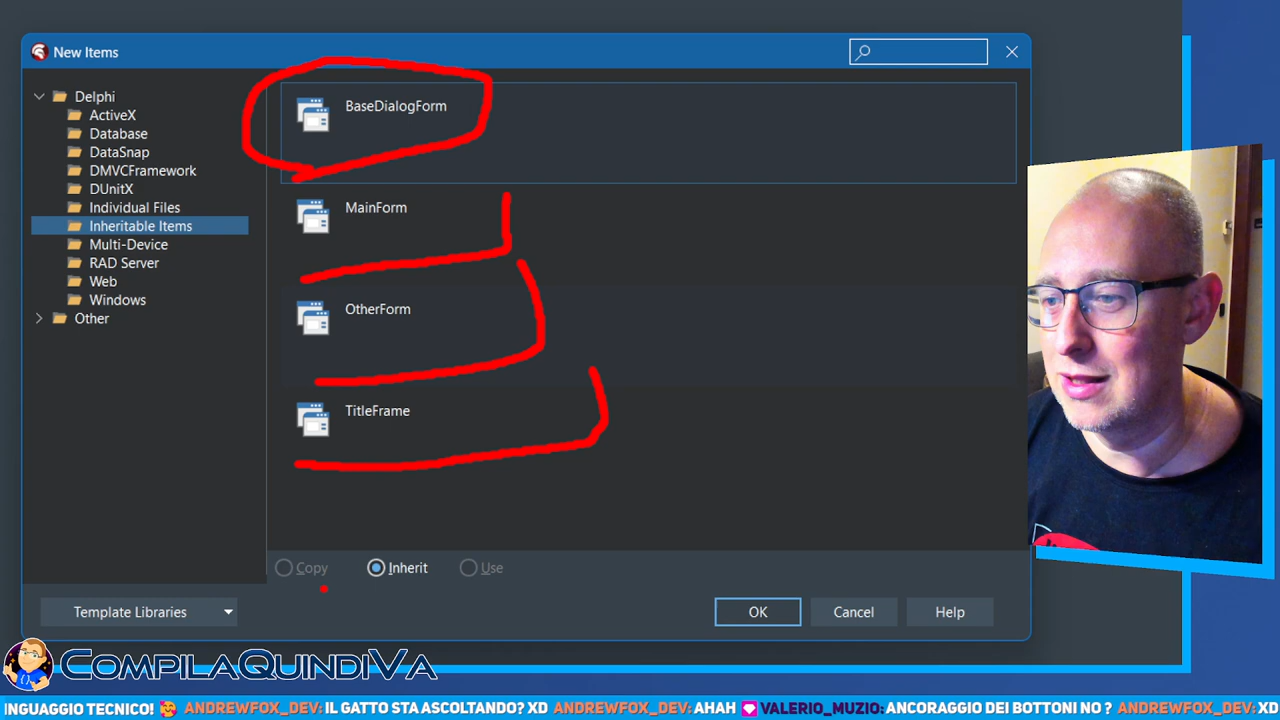 New Items
Delphi
ActiveX
Database
DataSnap
DMVCFramework
DUnitX
Individual Files
Inheritable Items
Multi-Device
RAD Server
Web
Windows
Other
BaseDialogForm
MainForm
OtherForm
TitleFrame
Copy
Inherit
Use
Template Libraries
OK
Cancel
Help
COMPILAQUINDIVA
INGUAGGIO TECNICO! ANDREWFOX_DEV: IL GATTO STA ASCOLTANDO? XD ANDREWFOX_DEV: AHAH VALERIO_MUZIO: ANCORAGGIO DEI BOTTONI NO ? ANDREWFOX_DEV: XD